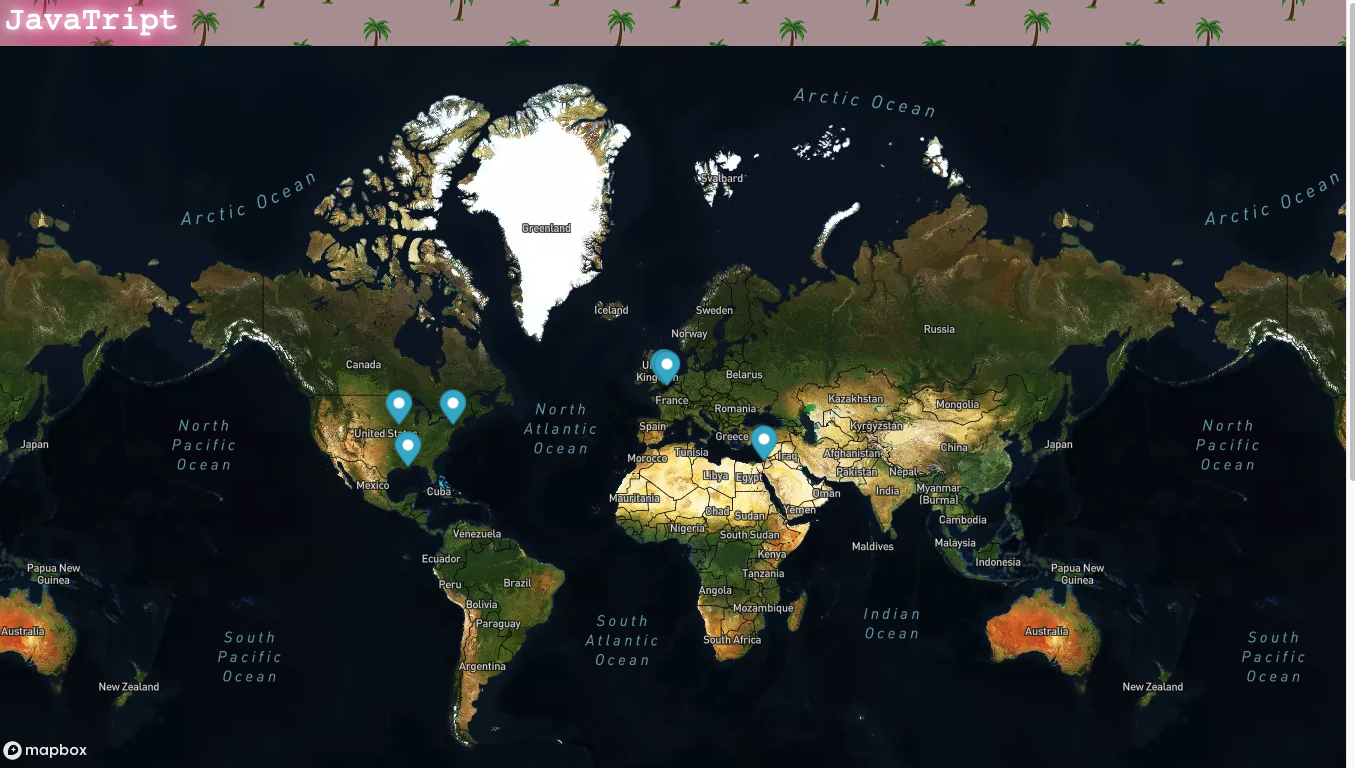 JavaTript
Arctic Ocean
Svalbard
Arctic Ocean
Arctic Ocean
Greenland
Iceland
Sweden
Norway
Russia
Canada
Kingdom
Belarus
France
Kazakhstan
Mongolia
Romania
North
Pacific
Ocean
North
Atlantic
Ocean
North
Pacific
Ocean
Spain
Kyrgyzstan
United States
Greece
Japan
Japan
China
Tunisia
Iraq
Afghanistan
Morocco
Pakistan
Nepal
Libya
Egypt
Mexico
Cuba
India
Myanmar
(Burma)
Oman
Mauritania
Chad
Sudan
Yemen
Cambodia
Nigeria
South Sudan
Venezuela
Malaysia
Maldives
Kenya
Ecuador
Indonesia
Papua New
Guinea
Papua New
Guinea
Tanzania
Peru
Brazil
Angola
Bolivia
Mozambique
Paraguay
South
Atlantic
Ocean
Indian
Ocean
Australia
Australia
South Africa
South
Pacific
Ocean
South
Pacific
Ocean
Argentina
New Zealand
New Zealand
mapbox